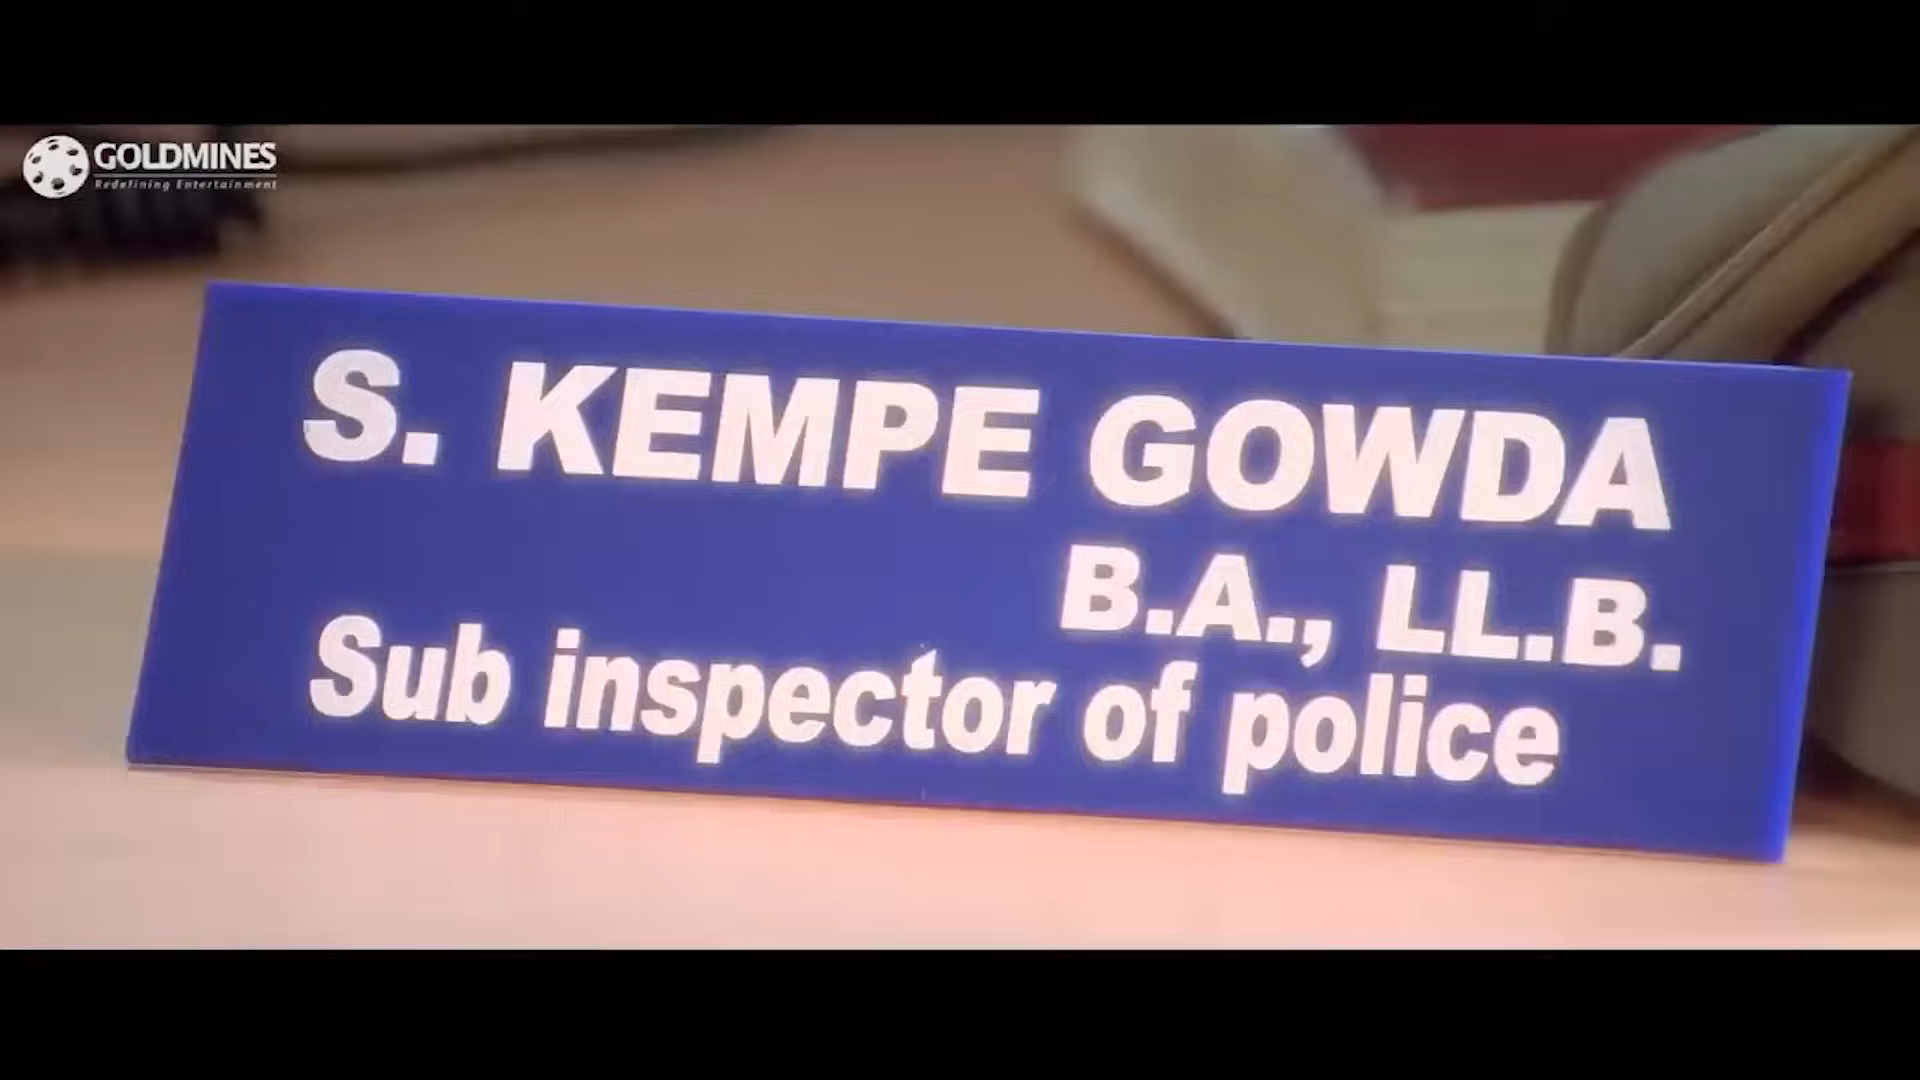 GOLDMINES
Redefining Entertainment
S. KEMPE GOWDA
B.A., LL.B.
Sub inspector of police